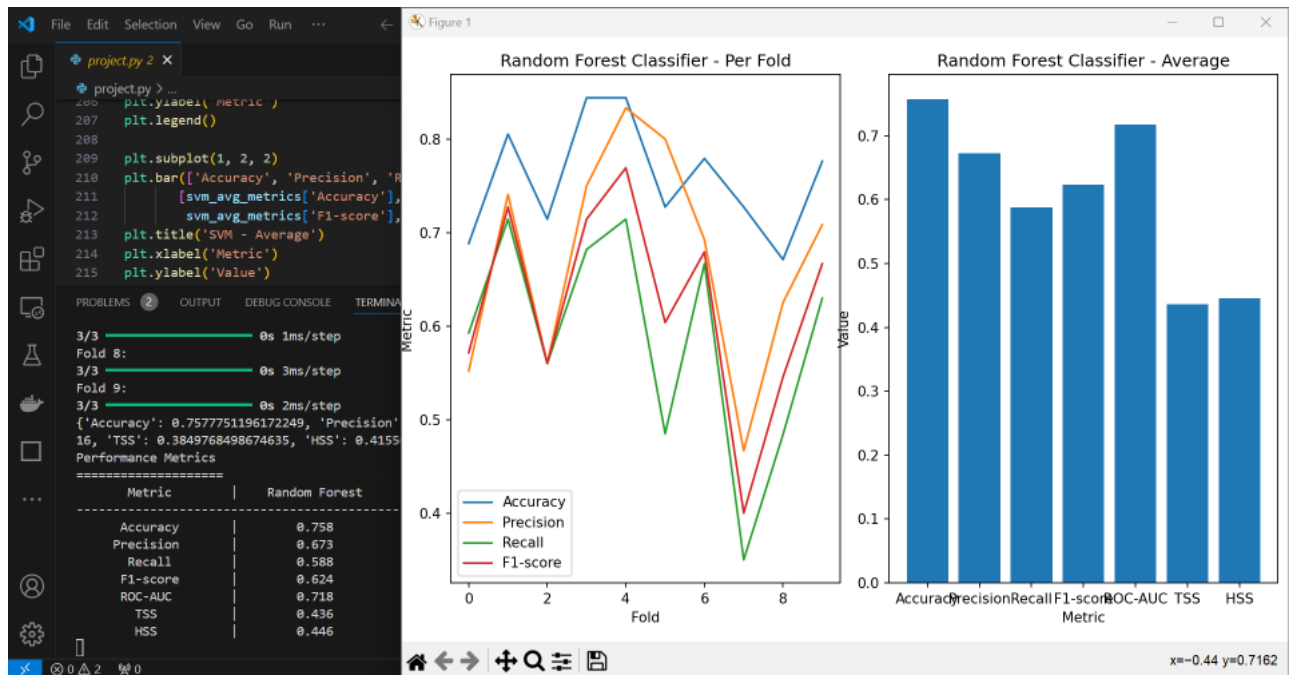 File Edit Selection View Go Run ···
project.py 2 ×
project.py > ...
206 plt.ylabel('Metric')
207 plt.legend()
208
209 plt.subplot(1, 2, 2)
210 plt.bar(['Accuracy', 'Precision', 'R
211 [svm_avg_metrics['Accuracy'],
212 svm_avg_metrics['F1-score'],
213 plt.title('SVM - Average')
214 plt.xlabel('Metric')
215 plt.ylabel('Value')
PROBLEMS 2 OUTPUT DEBUG CONSOLE TERMINA
3/3 0s 1ms/step
Fold 8:
3/3 0s 3ms/step
Fold 9:
3/3 0s 2ms/step
{'Accuracy': 0.7577751196172249, 'Precision'
16, 'TSS': 0.3849768498674635, 'HSS': 0.4155
Performance Metrics
====================
Metric | Random Forest
--------------------------------------------
Accuracy | 0.758
Precision | 0.673
Recall | 0.588
F1-score | 0.624
ROC-AUC | 0.718
TSS | 0.436
HSS | 0.446
0 2 0
Figure 1
Random Forest Classifier - Per Fold
Metric
0.8
0.7
0.6
0.5
0.4
Accuracy
Precision
Recall
F1-score
0 2 4 6 8
Fold
Random Forest Classifier - Average
Value
0.7
0.6
0.5
0.4
0.3
0.2
0.1
0.0
Accuracy Precision Recall F1-score ROC-AUC TSS HSS
Metric
x=−0.44 y=0.7162